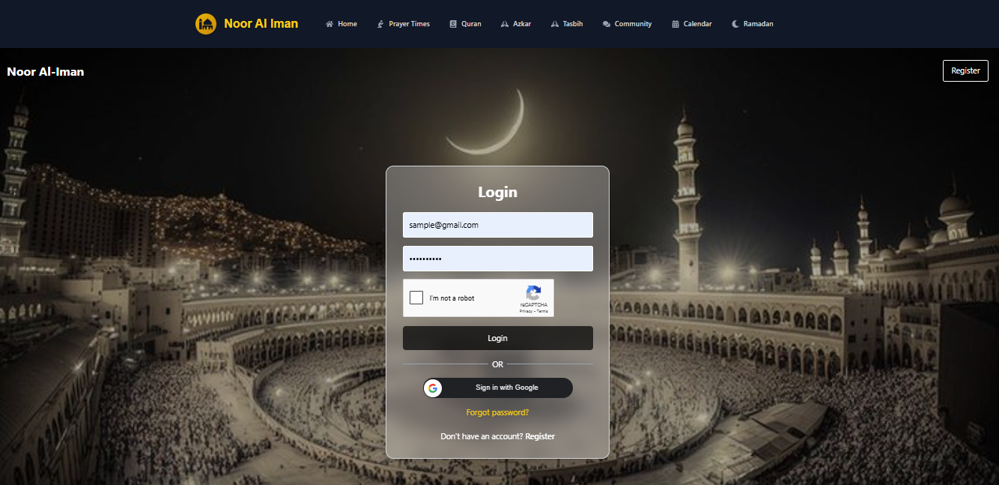 Noor Al Iman
Home
Prayer Times
Quran
Azkar
Tasbih
Community
Calendar
Ramadan
Noor Al-Iman
Register
Login
sample@gmail.com
••••••••••
I'm not a robot
reCAPTCHA
Privacy - Terms
Login
OR
Sign in with Google
Forgot password?
Don't have an account? Register